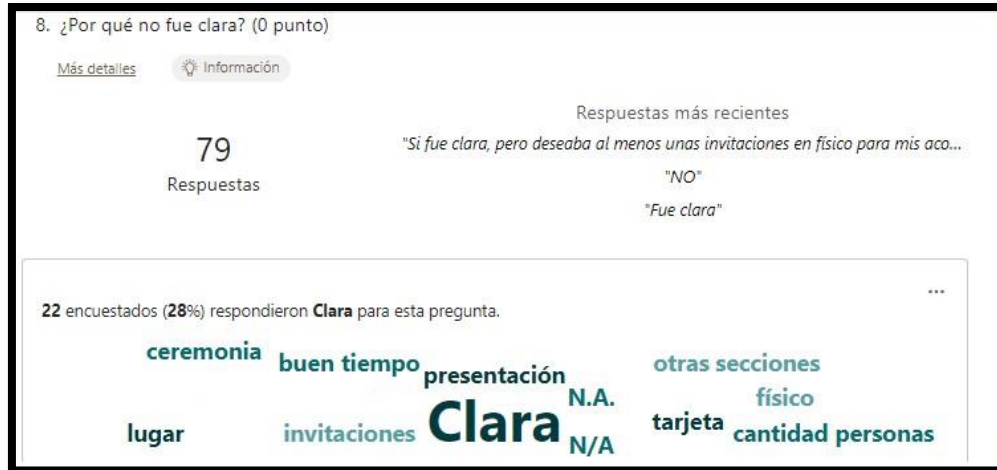 8. ¿Por qué no fue clara? (0 punto)
Más detalles
Información
79
Respuestas
Respuestas más recientes
"Si fue clara, pero deseaba al menos unas invitaciones en físico para mis aco...
"NO"
"Fue clara"
...
22 encuestados (28%) respondieron Clara para esta pregunta.
ceremonia
buen tiempo
presentación
otras secciones
N.A.
físico
lugar
invitaciones
Clara
N/A
tarjeta
cantidad personas